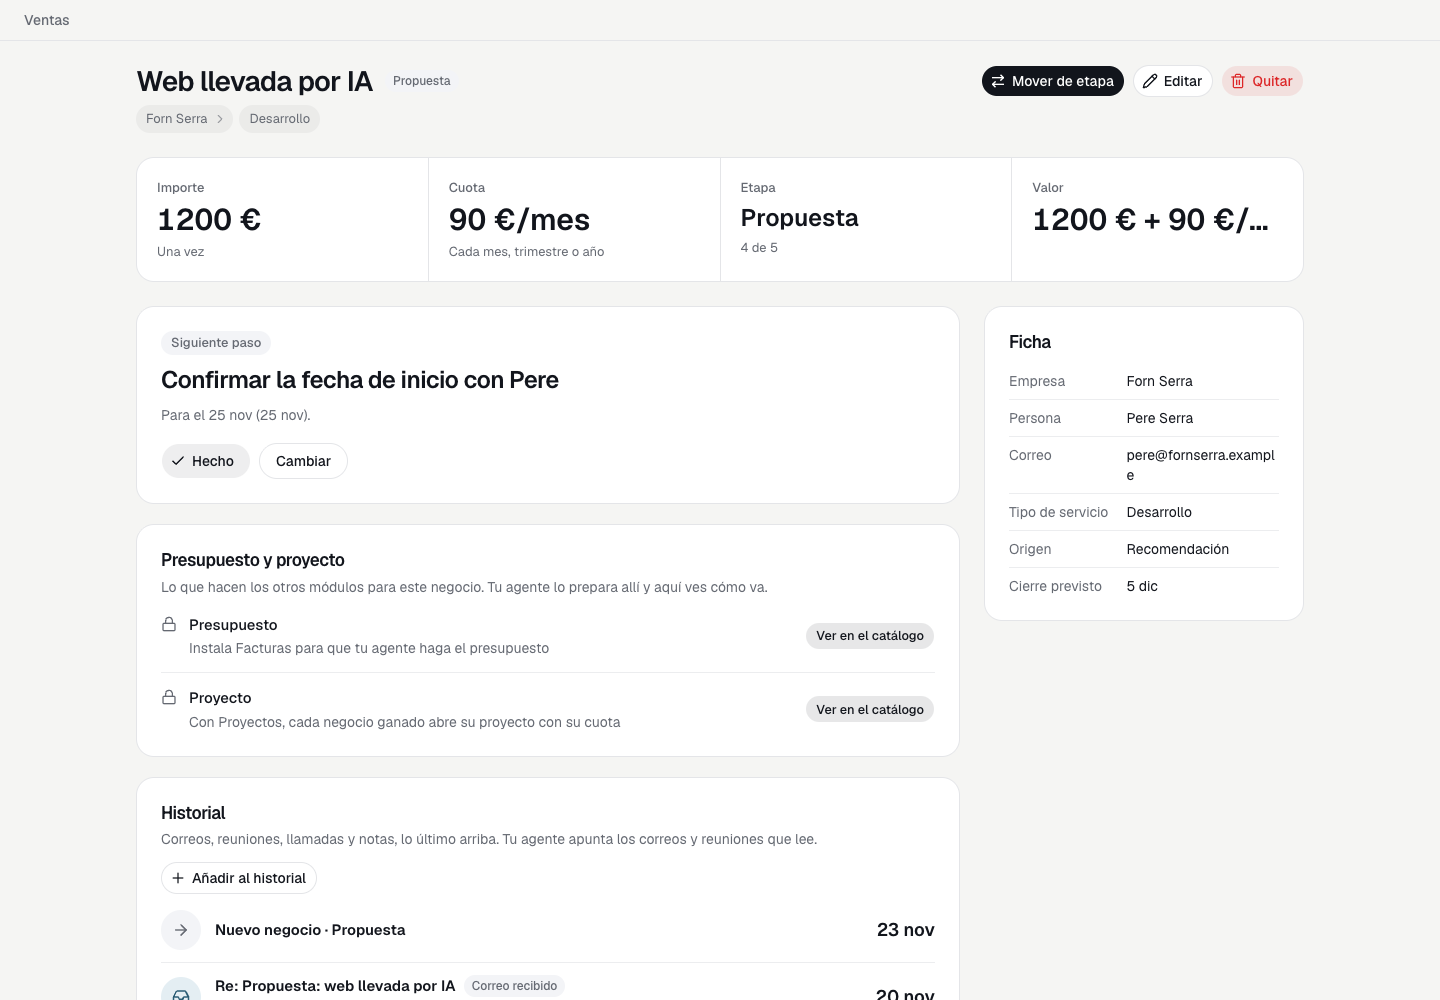 Ventas
Web llevada por IA
Propuesta
Mover de etapa
Editar
Quitar
Forn Serra
Desarrollo
Importe
1200 €
Una vez
Cuota
90 €/mes
Cada mes, trimestre o año
Etapa
Propuesta
4 de 5
Valor
1200 € + 90 €/...
Siguiente paso
Confirmar la fecha de inicio con Pere
Para el 25 nov (25 nov).
Hecho
Cambiar
Ficha
Empresa
Forn Serra
Persona
Pere Serra
Correo
pere@fornserra.exampl
e
Tipo de servicio
Desarrollo
Origen
Recomendación
Cierre previsto
5 dic
Presupuesto y proyecto
Lo que hacen los otros módulos para este negocio. Tu agente lo prepara allí y aquí ves cómo va.
Presupuesto
Instala Facturas para que tu agente haga el presupuesto
Ver en el catálogo
Proyecto
Con Proyectos, cada negocio ganado abre su proyecto con su cuota
Ver en el catálogo
Historial
Correos, reuniones, llamadas y notas, lo último arriba. Tu agente apunta los correos y reuniones que lee.
Añadir al historial
Nuevo negocio · Propuesta
23 nov
Re: Propuesta: web llevada por IA
Correo recibido
20 nov